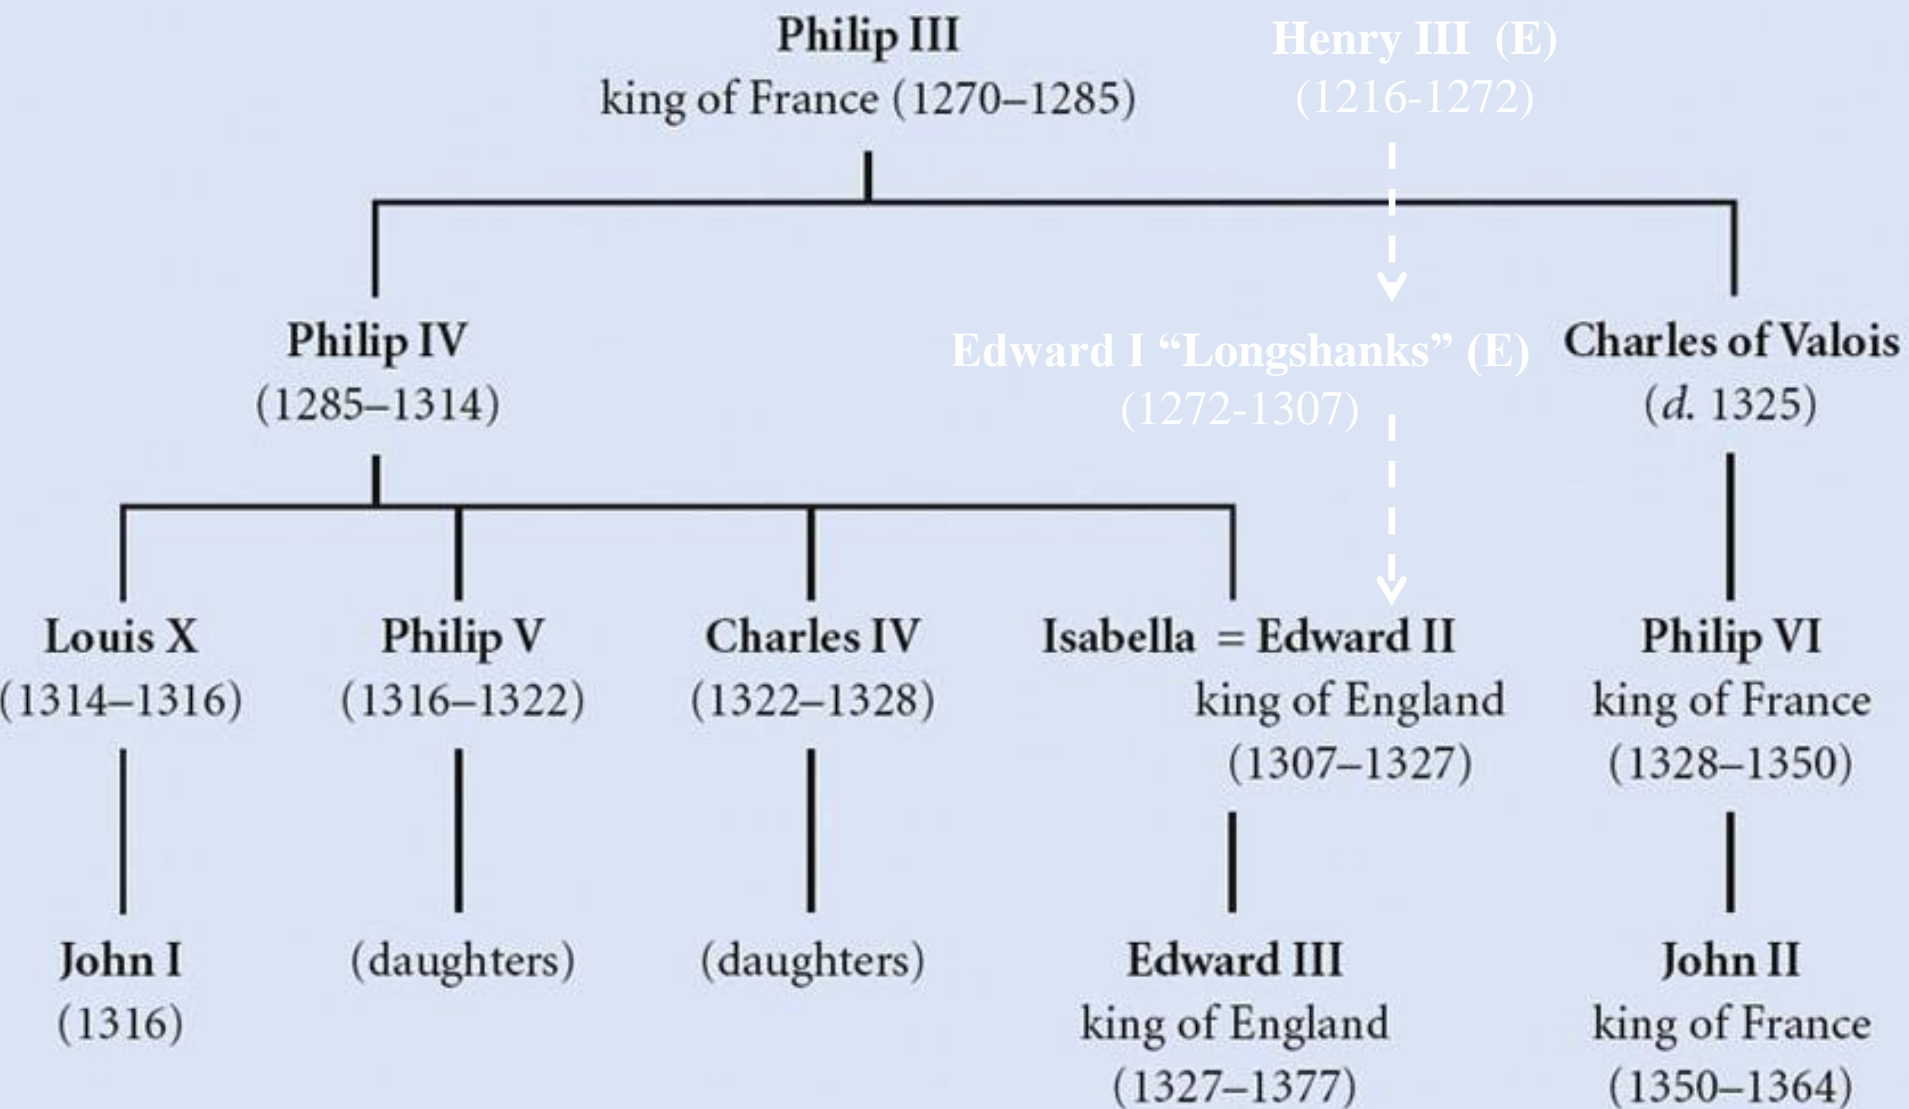 Philip III
king of France (1270–1285)
Henry III (E)
(1216-1272)
Philip IV
(1285–1314)
Edward I “Longshanks” (E)
(1272-1307)
Charles of Valois
(d. 1325)
Louis X
(1314–1316)
Philip V
(1316–1322)
Charles IV
(1322–1328)
Isabella = Edward II
king of England
(1307–1327)
Philip VI
king of France
(1328–1350)
John I
(1316)
(daughters)
(daughters)
Edward III
king of England
(1327–1377)
John II
king of France
(1350–1364)